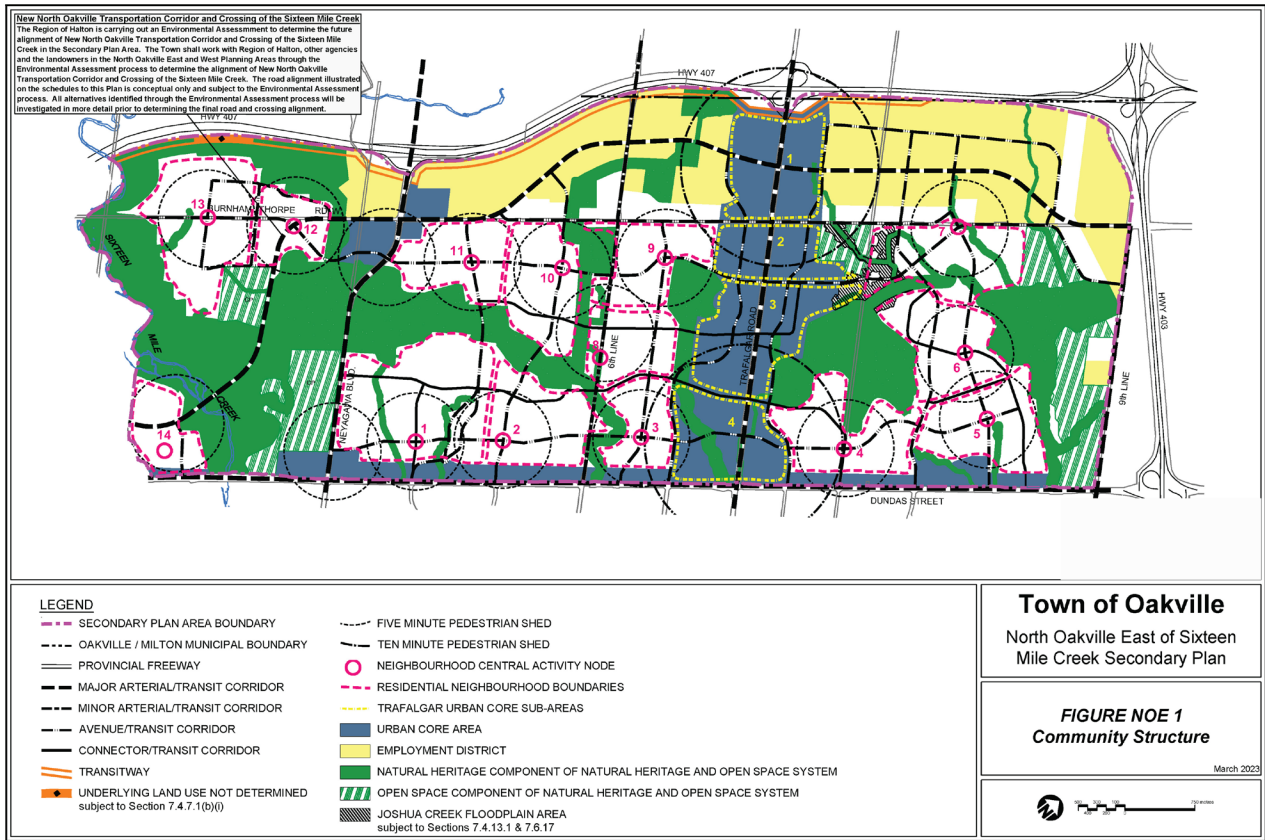 New North Oakville Transportation Corridor and Crossing of the Sixteen Mile Creek
The Region of Halton is carrying out an Environmental Assessmment to determine the future
alignment of New North Oakville Transportation Corridor and Crossing of the Sixteen Mile
Creek in the Secondary Plan Area. The Town shall work with Region of Halton, other agencies
and the landowners in the North Oakville East and West Planning Areas through the
Environmental Assessment process to determine the alignment of New North Oakville
Transportation Corridor and Crossing of the Sixteen Mile Creek. The road alignment illustrated
on the schedules to this Plan is conceptual only and subject to the Environmental Assessment
process. All alternatives identified through the Environmental Assessment process will be
investigated in more detail prior to determining the final road and crossing alignment.
HWY 407
HWY 407
1
13
BURNHAMTHORPE RD. W.
12
7
SIXTEEN
11
10
9
2
3
HWY 403
MILE
8
6th LINE
TRAFALGAR ROAD
6
9th LINE
CREEK
NEYAGAWA BLVD.
14
1
2
3
4
4
5
DUNDAS STREET
LEGEND
SECONDARY PLAN AREA BOUNDARY
OAKVILLE / MILTON MUNICIPAL BOUNDARY
PROVINCIAL FREEWAY
MAJOR ARTERIAL/TRANSIT CORRIDOR
MINOR ARTERIAL/TRANSIT CORRIDOR
AVENUE/TRANSIT CORRIDOR
CONNECTOR/TRANSIT CORRIDOR
TRANSITWAY
UNDERLYING LAND USE NOT DETERMINED
subject to Section 7.4.7.1(b)(i)
FIVE MINUTE PEDESTRIAN SHED
TEN MINUTE PEDESTRIAN SHED
NEIGHBOURHOOD CENTRAL ACTIVITY NODE
RESIDENTIAL NEIGHBOURHOOD BOUNDARIES
TRAFALGAR URBAN CORE SUB-AREAS
URBAN CORE AREA
EMPLOYMENT DISTRICT
NATURAL HERITAGE COMPONENT OF NATURAL HERITAGE AND OPEN SPACE SYSTEM
OPEN SPACE COMPONENT OF NATURAL HERITAGE AND OPEN SPACE SYSTEM
JOSHUA CREEK FLOODPLAIN AREA
subject to Sections 7.4.13.1 & 7.6.17
Town of Oakville
North Oakville East of Sixteen
Mile Creek Secondary Plan
FIGURE NOE 1
Community Structure
March 2023